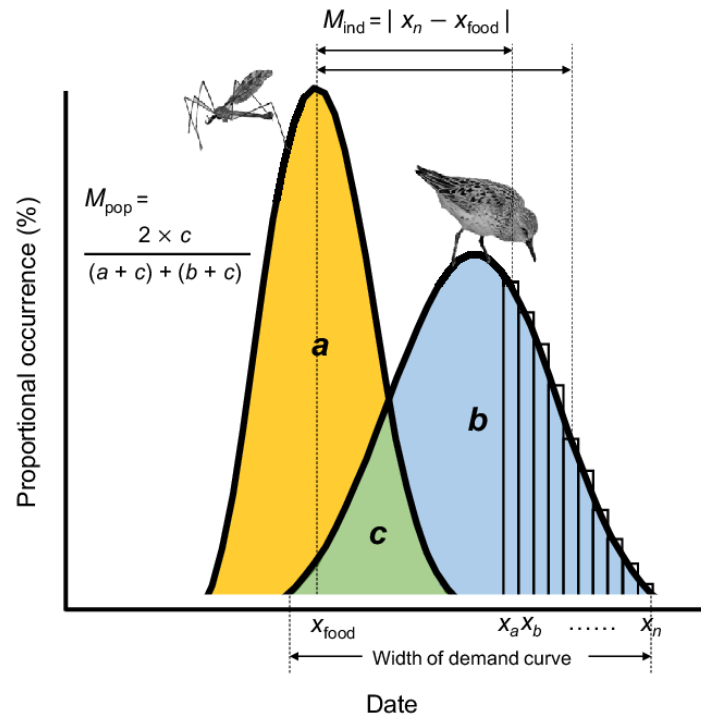 M_ind = | x_n − x_food |
M_pop =
2 × c
(a + c) + (b + c)
a
b
c
Proportional occurrence (%)
x_food
x_a x_b ...... x_n
Width of demand curve
Date